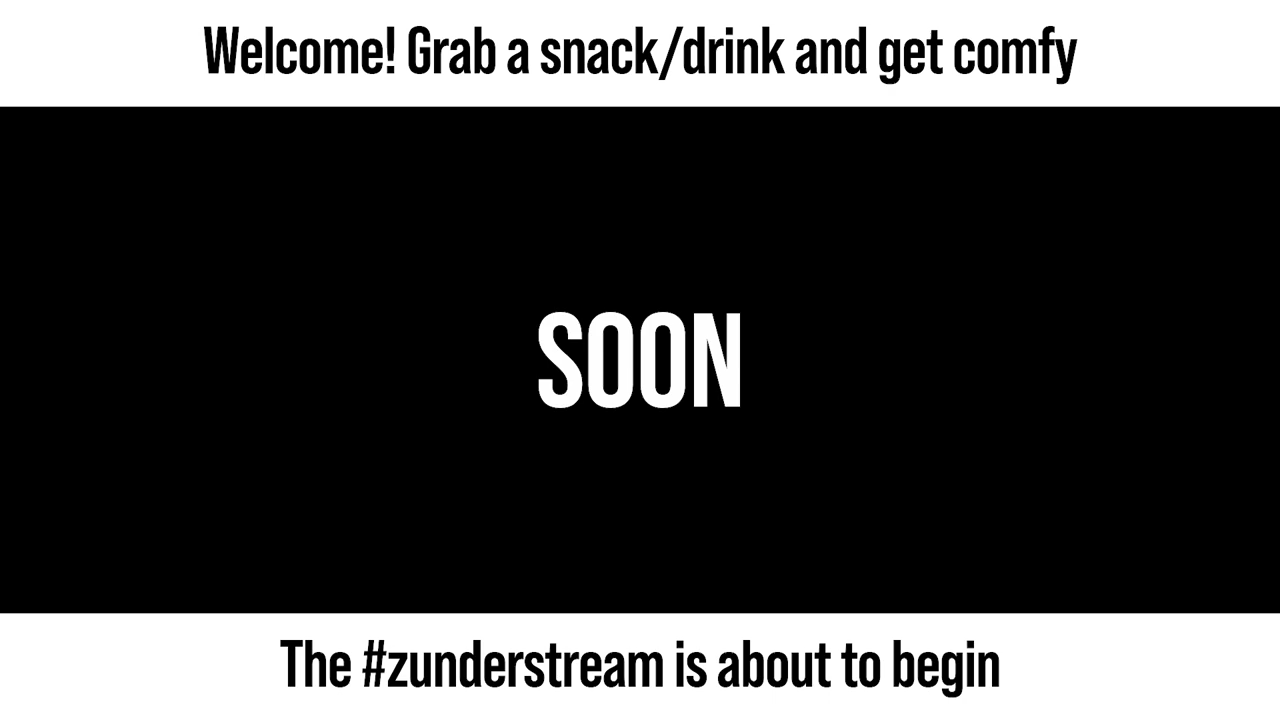 Welcome! Grab a snack/drink and get comfy
SOON
The #zunderstream is about to begin